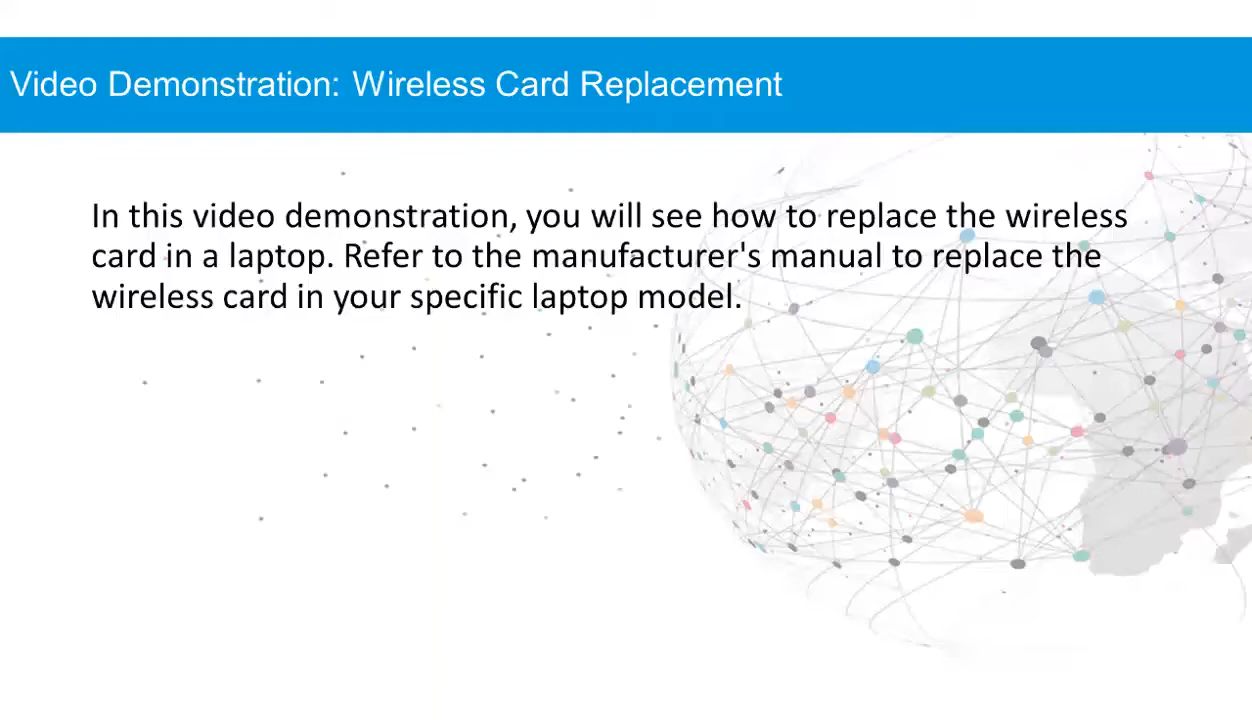 Video Demonstration: Wireless Card Replacement
In this video demonstration, you will see how to replace the wireless
card in a laptop. Refer to the manufacturer's manual to replace the
wireless card in your specific laptop model.